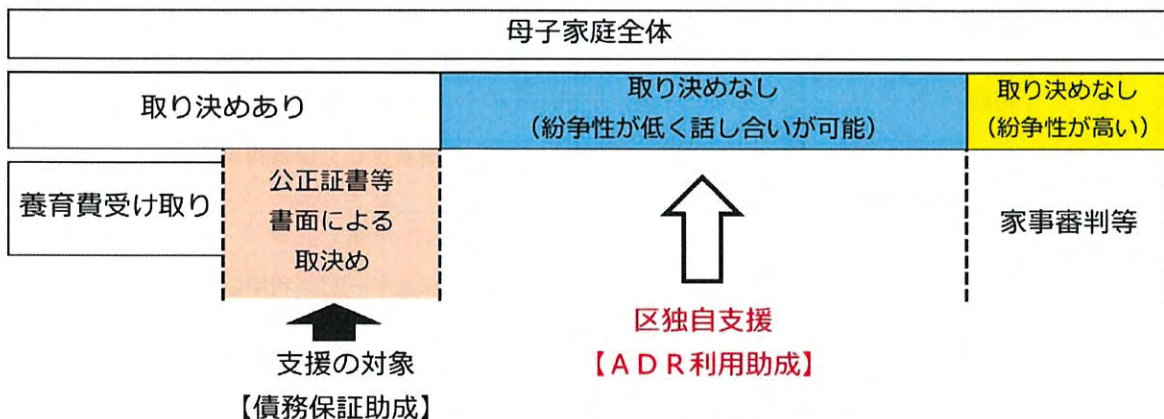 母子家庭全体
取り決めあり
取り決めなし
（紛争性が低く話し合いが可能）
取り決めなし
（紛争性が高い）
養育費受け取り
公正証書等
書面による
取決め
家事審判等
支援の対象
【債務保証助成】
区独自支援
【ＡＤＲ利用助成】